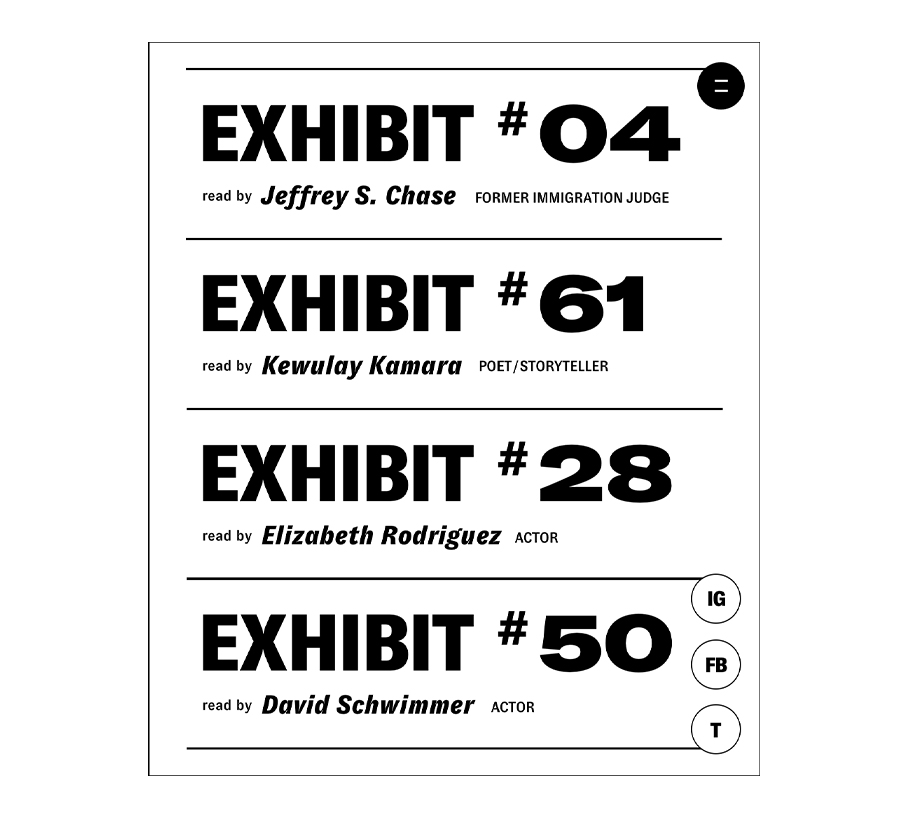 EXHIBIT #04
read by Jeffrey S. Chase FORMER IMMIGRATION JUDGE
EXHIBIT #61
read by Kewulay Kamara POET/STORYTELLER
EXHIBIT #28
read by Elizabeth Rodriguez ACTOR
IG
EXHIBIT #50
FB
read by David Schwimmer ACTOR
T